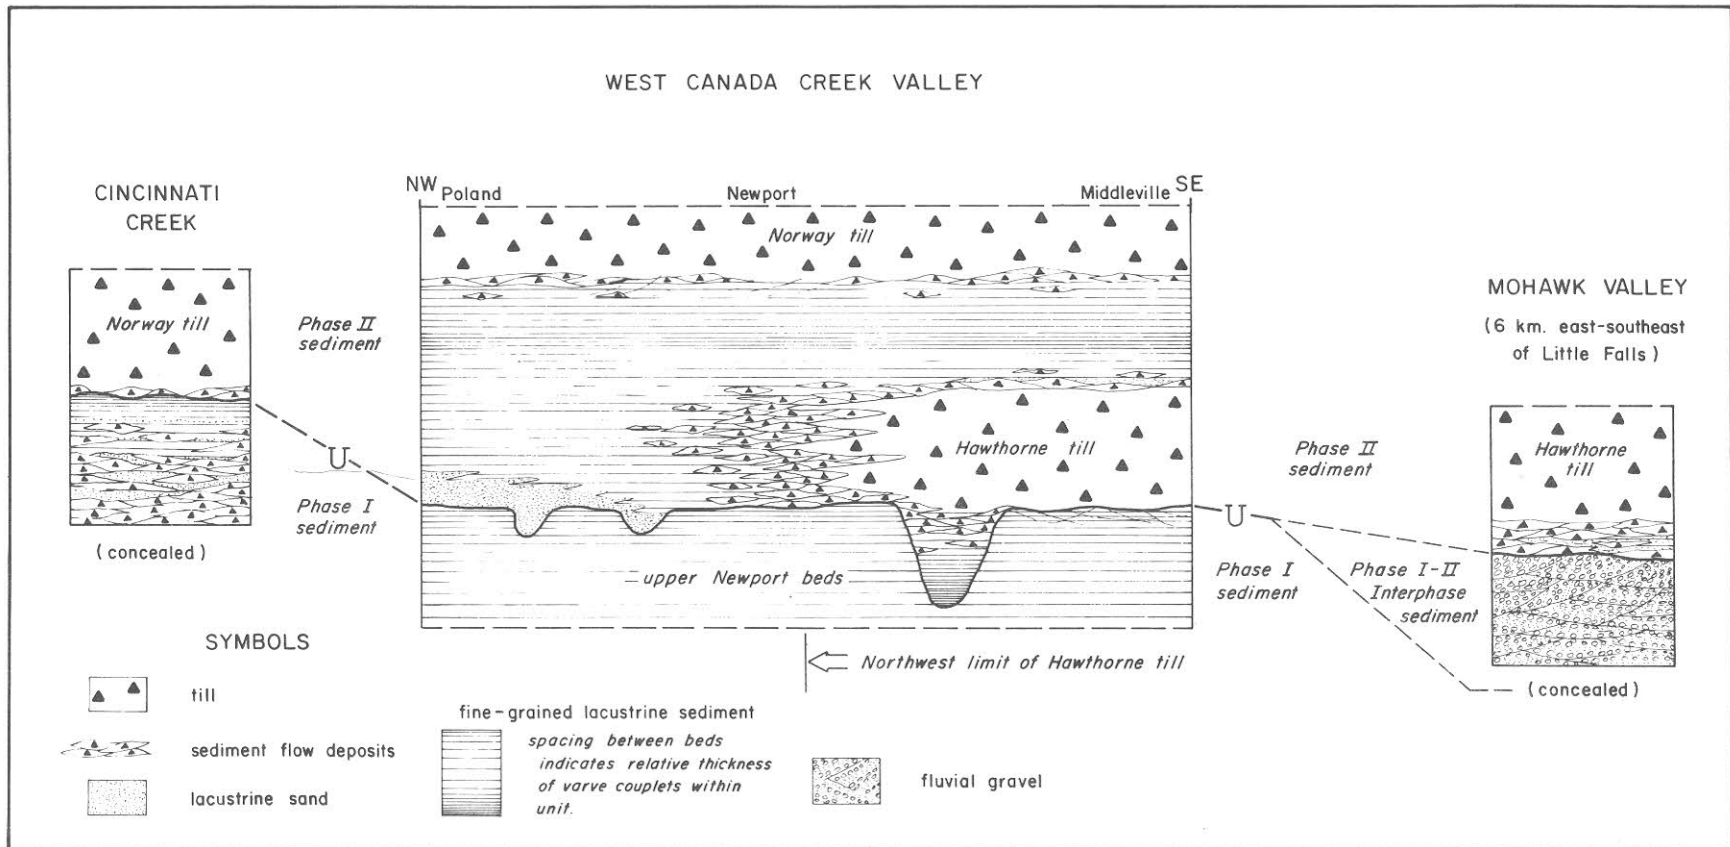 WEST CANADA CREEK VALLEY
CINCINNATI
CREEK
NW Poland Newport Middleville SE
Norway till
Norway till
Phase II
sediment
MOHAWK VALLEY
(6 km. east-southeast
of Little Falls)
Hawthorne till
Hawthorne
till
U
Phase I
sediment
Phase II
sediment
U
(concealed)
upper Newport beds
Phase I
sediment
Phase I-II
Interphase
sediment
Northwest limit of Hawthorne till
(concealed)
SYMBOLS
till
sediment flow deposits
lacustrine sand
fine-grained lacustrine sediment
spacing between beds
indicates relative thickness
of varve couplets within
unit.
fluvial gravel